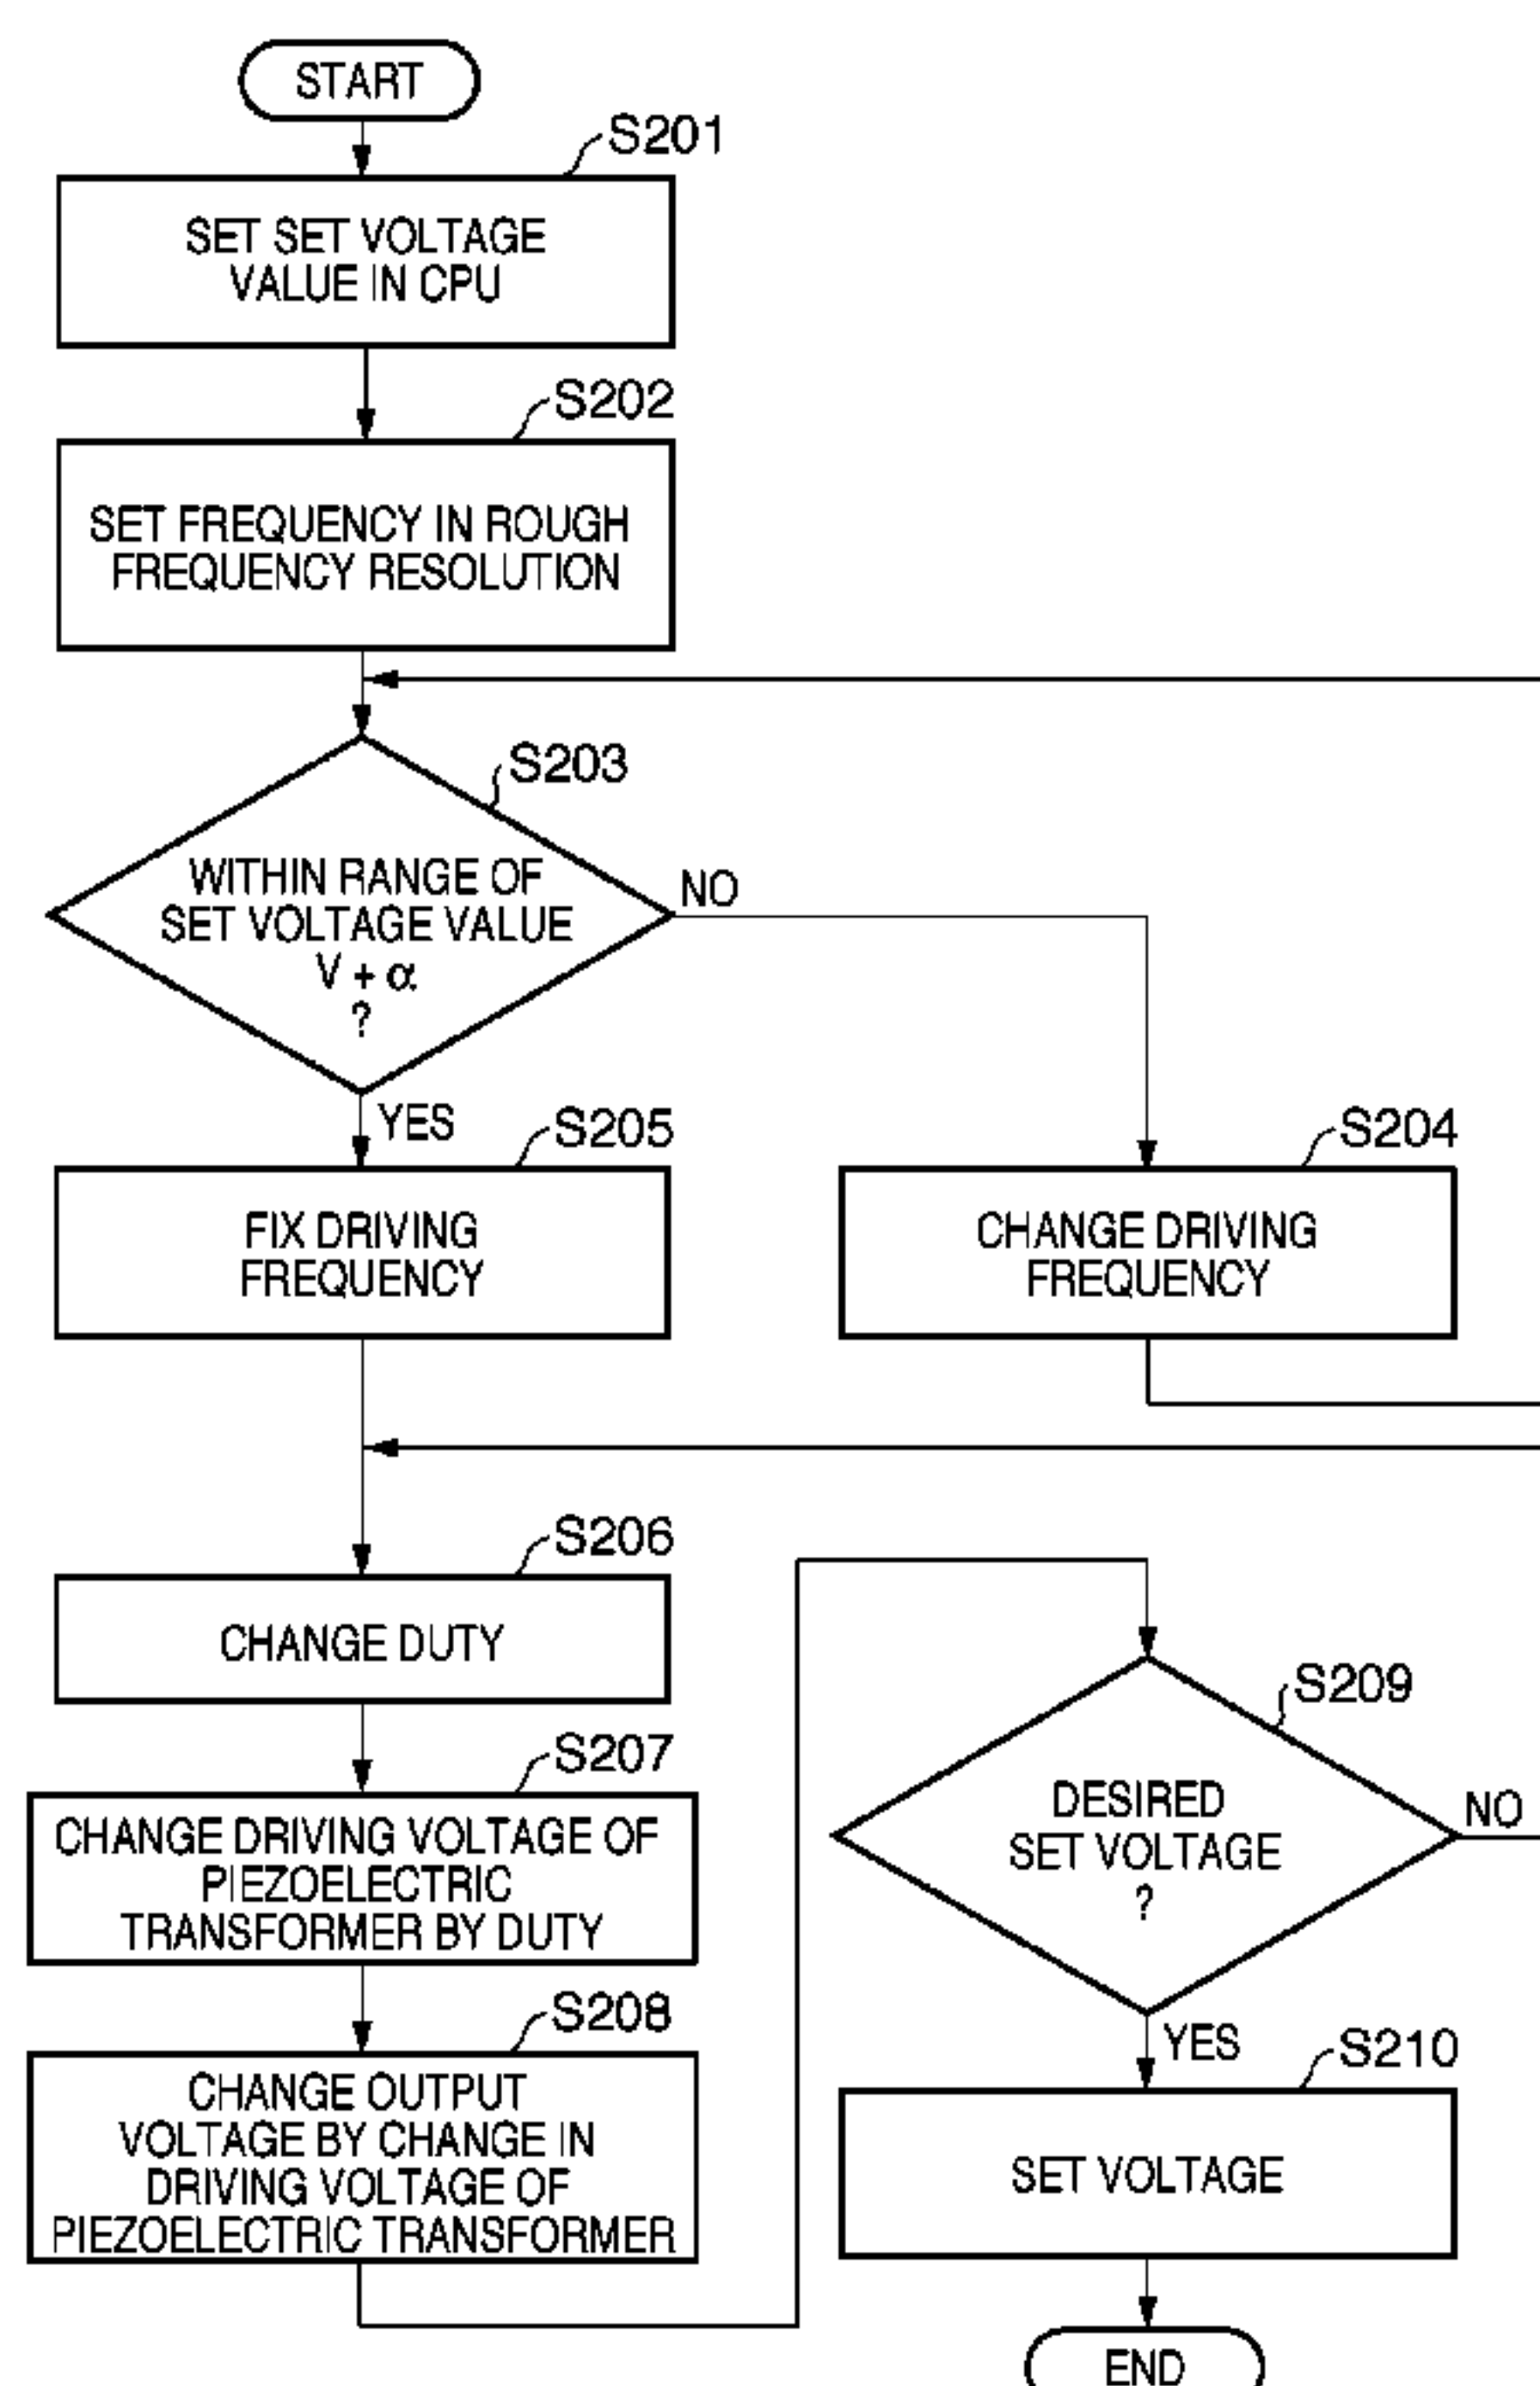 START
S201
SET SET VOLTAGE
VALUE IN CPU
S202
SET FREQUENCY IN ROUGH
FREQUENCY RESOLUTION
S203
WITHIN RANGE OF
SET VOLTAGE VALUE
V + α
?
NO
YES
S205
FIX DRIVING
FREQUENCY
S204
CHANGE DRIVING
FREQUENCY
S206
CHANGE DUTY
S207
CHANGE DRIVING VOLTAGE OF
PIEZOELECTRIC
TRANSFORMER BY DUTY
S208
CHANGE OUTPUT
VOLTAGE BY CHANGE IN
DRIVING VOLTAGE OF
PIEZOELECTRIC TRANSFORMER
S209
DESIRED
SET VOLTAGE
?
NO
YES
S210
SET VOLTAGE
END